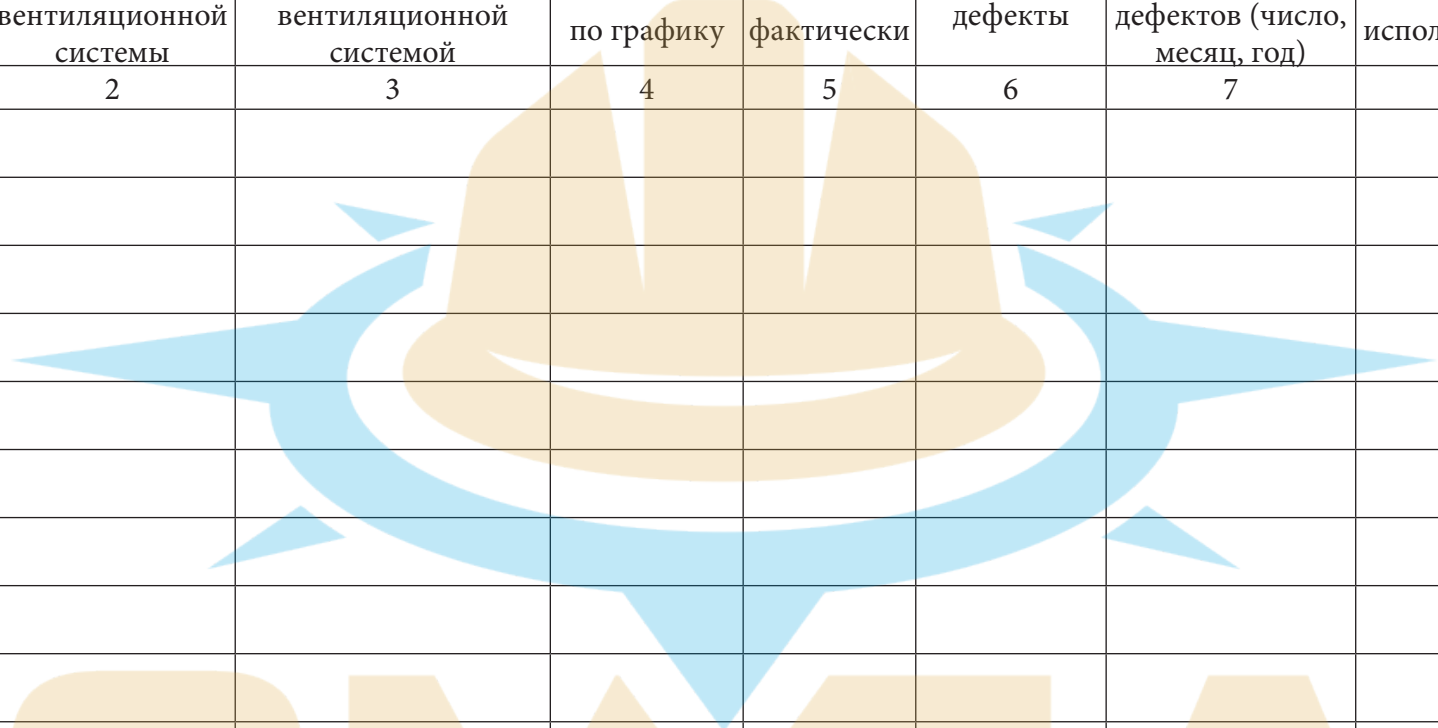 вентиляционной системы
вентиляционной системой
по графику
фактически
дефекты
дефектов (число, месяц, год)
испол
2 3 4 5 6 7